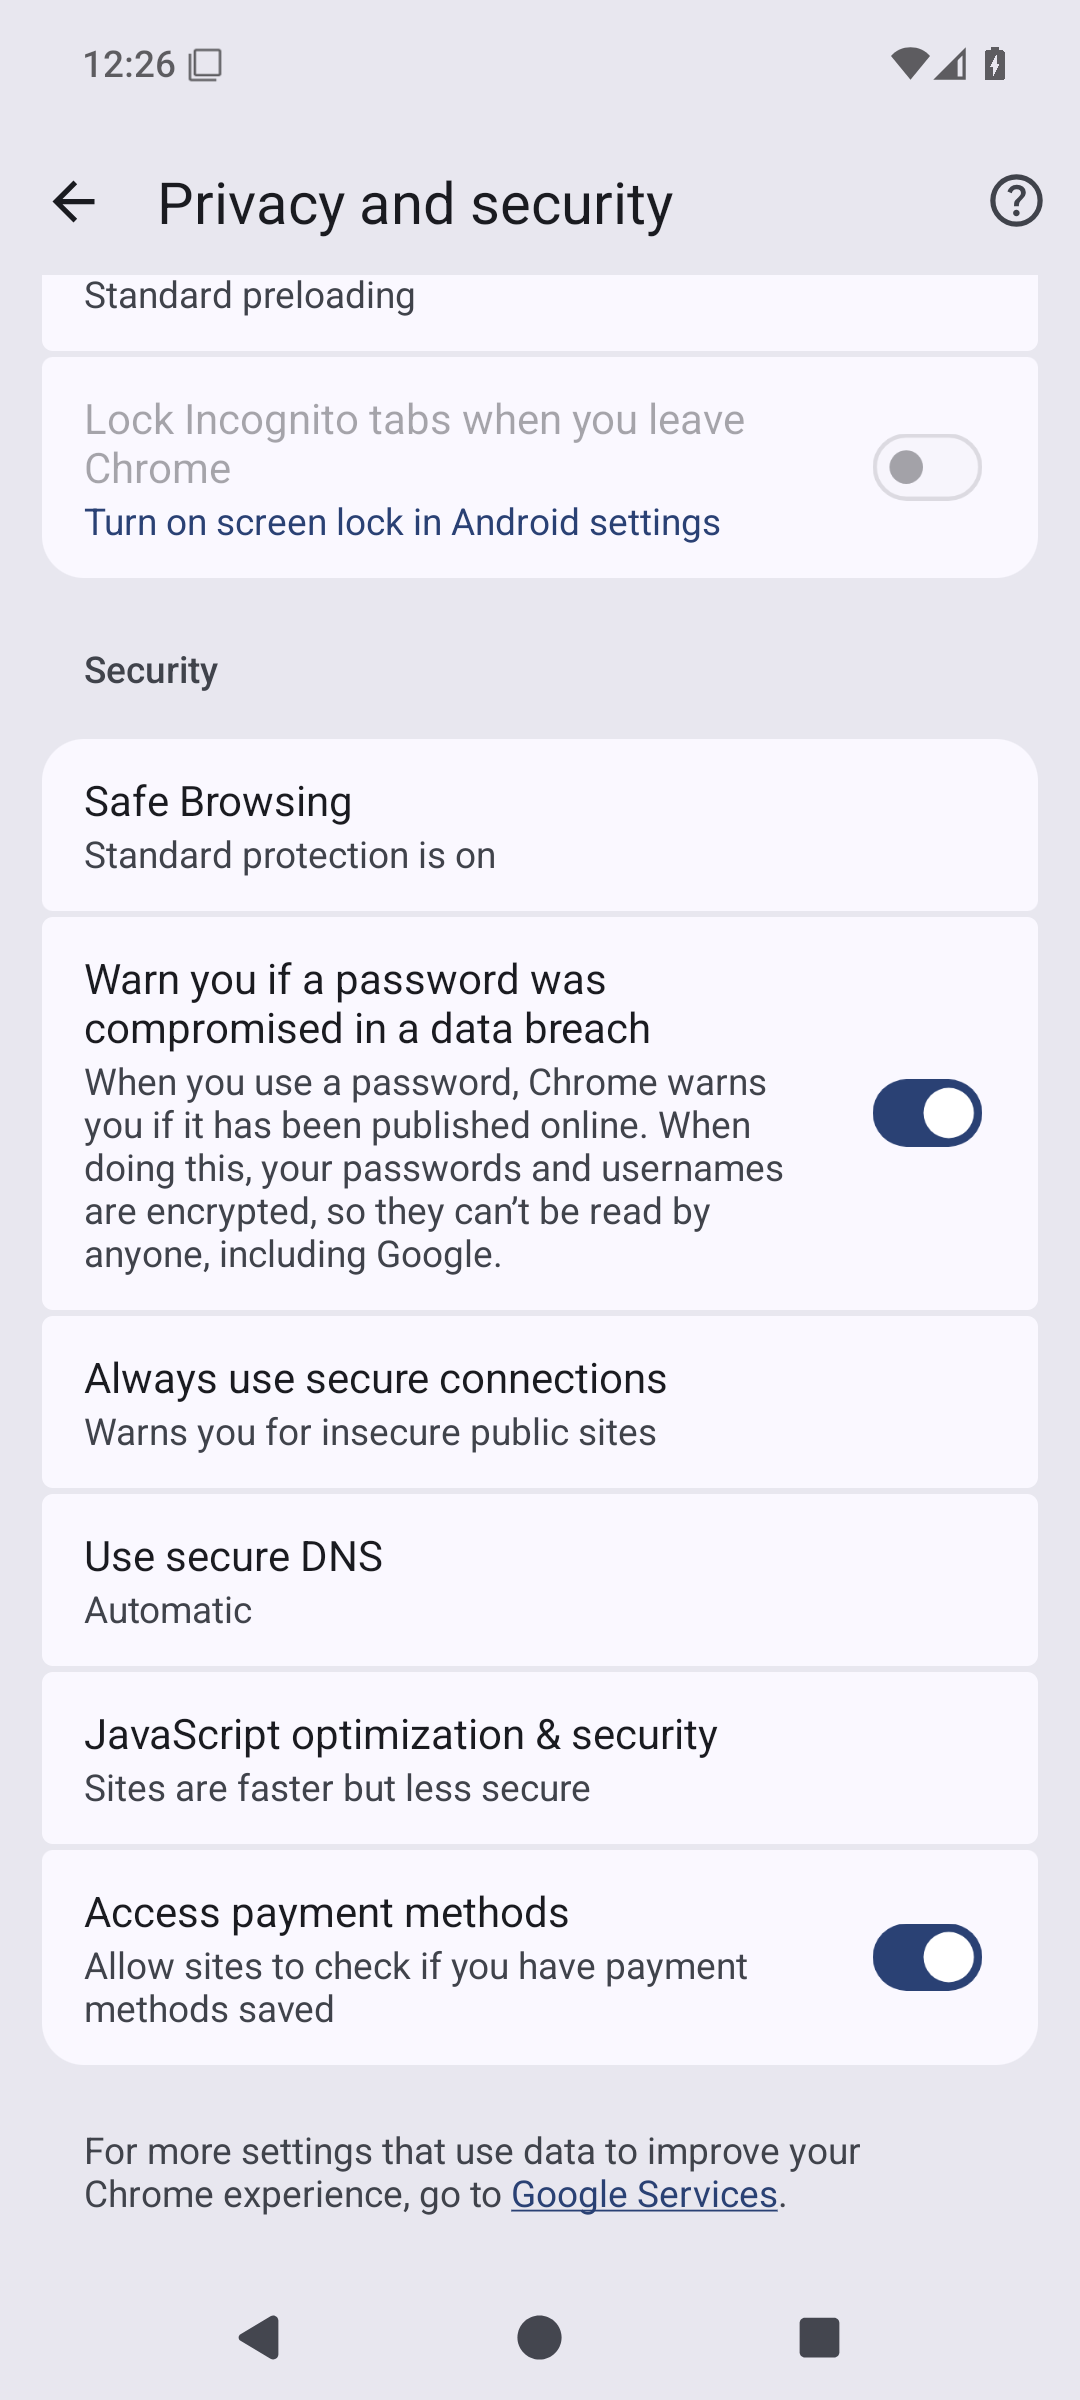 12:26
Privacy and security
Standard preloading
Lock Incognito tabs when you leave
Chrome
Turn on screen lock in Android settings
Security
Safe Browsing
Standard protection is on
Warn you if a password was
compromised in a data breach
When you use a password, Chrome warns
you if it has been published online. When
doing this, your passwords and usernames
are encrypted, so they can’t be read by
anyone, including Google.
Always use secure connections
Warns you for insecure public sites
Use secure DNS
Automatic
JavaScript optimization & security
Sites are faster but less secure
Access payment methods
Allow sites to check if you have payment
methods saved
For more settings that use data to improve your
Chrome experience, go to Google Services.